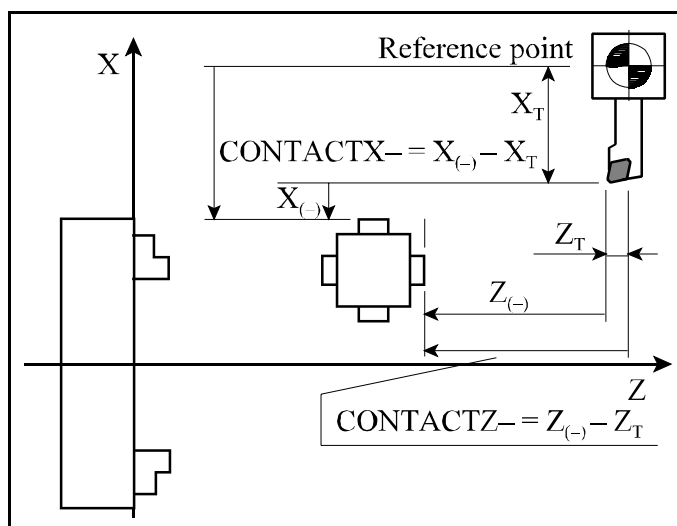 X
Reference point
X_T
CONTACTX– = X_(–) – X_T
X_(–)
Z_T
Z_(–)
Z
CONTACTZ– = Z_(–) – Z_T